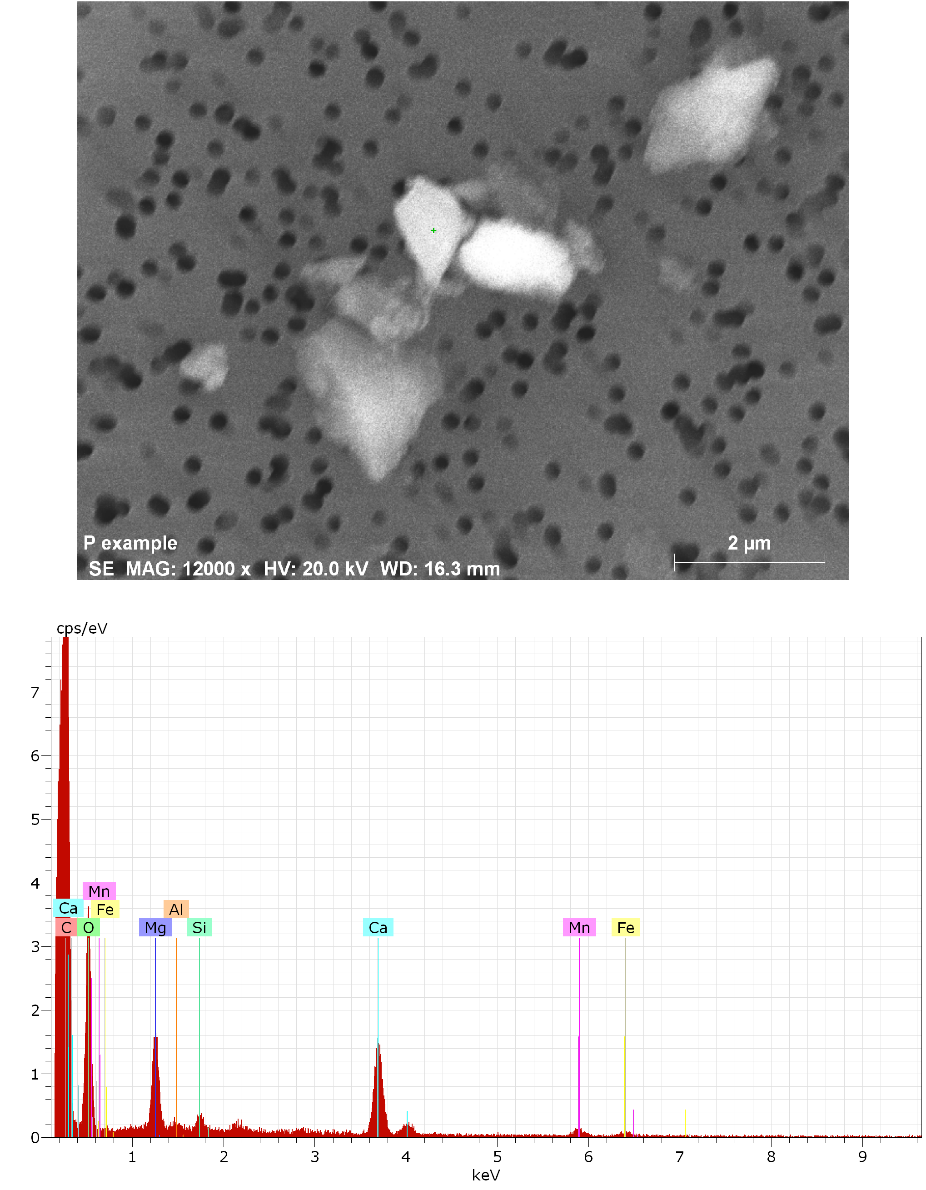 P example
2 µm
SE MAG: 12000 x HV: 20.0 kV WD: 16.3 mm
cps/eV
7
6
5
4
3
2
1
0
Mn
Ca Fe Al
C O Mg Si Ca Mn Fe
1 2 3 4 5 6 7 8 9
keV